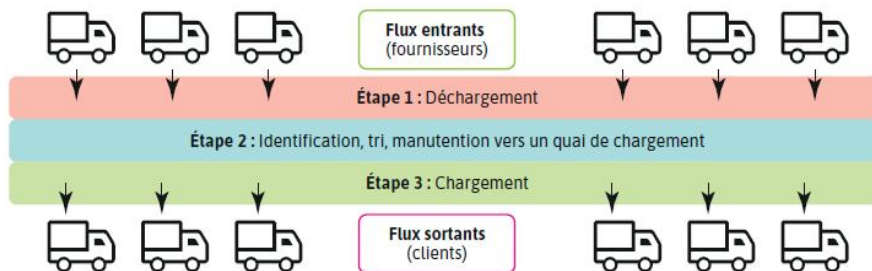 Flux entrants
(fournisseurs)
Étape 1 : Déchargement
Étape 2 : Identification, tri, manutention vers un quai de chargement
Étape 3 : Chargement
Flux sortants
(clients)